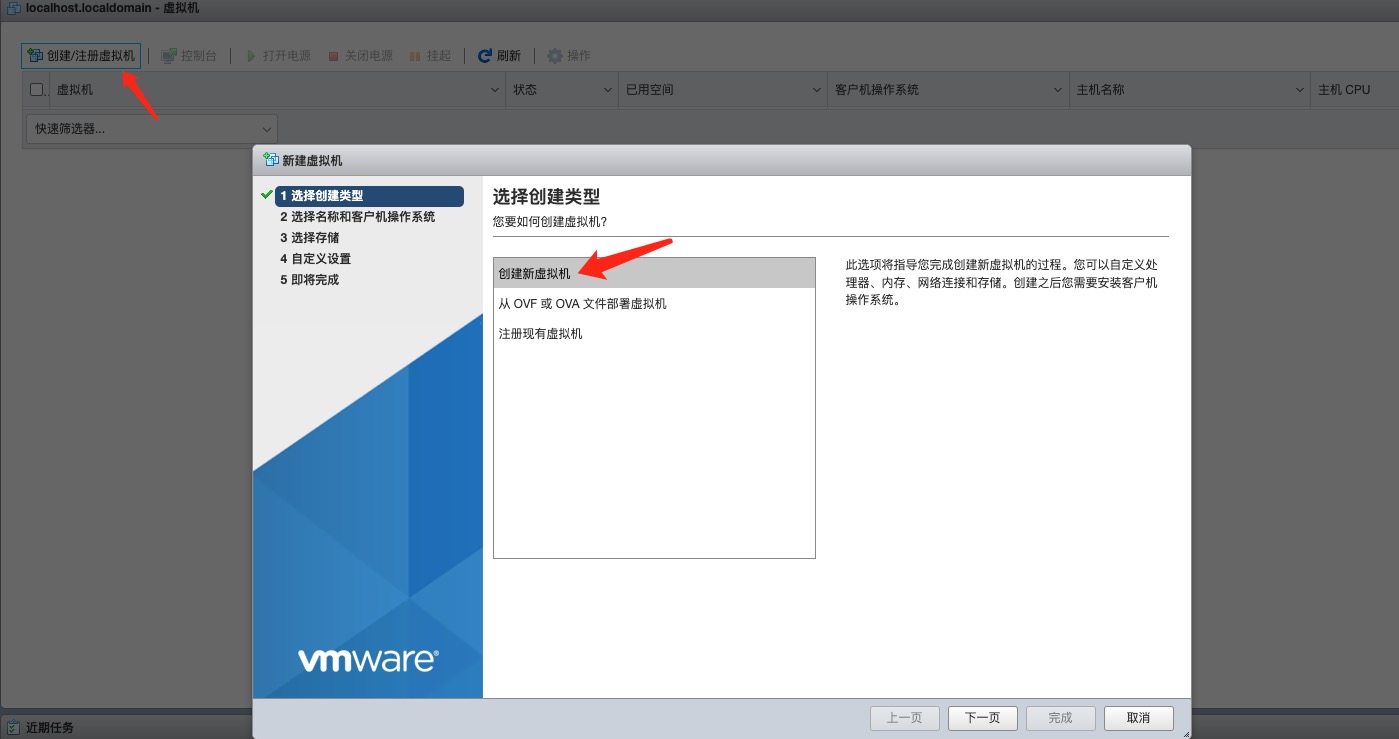 localhost.localdomain - 虚拟机
创建/注册虚拟机 控制台 打开电源 关闭电源 挂起 刷新 操作
虚拟机 状态 已用空间 客户机操作系统 主机名称 主机 CPU
快速筛选器...
新建虚拟机
1 选择创建类型
2 选择名称和客户机操作系统
3 选择存储
4 自定义设置
5 即将完成
选择创建类型
您要如何创建虚拟机?
创建新虚拟机
从 OVF 或 OVA 文件部署虚拟机
注册现有虚拟机
此选项将指导您完成创建新虚拟机的过程。您可以自定义处
理器、内存、网络连接和存储。创建之后您需要安装客户机
操作系统。
vmware®
上一页 下一页 完成 取消
近期任务